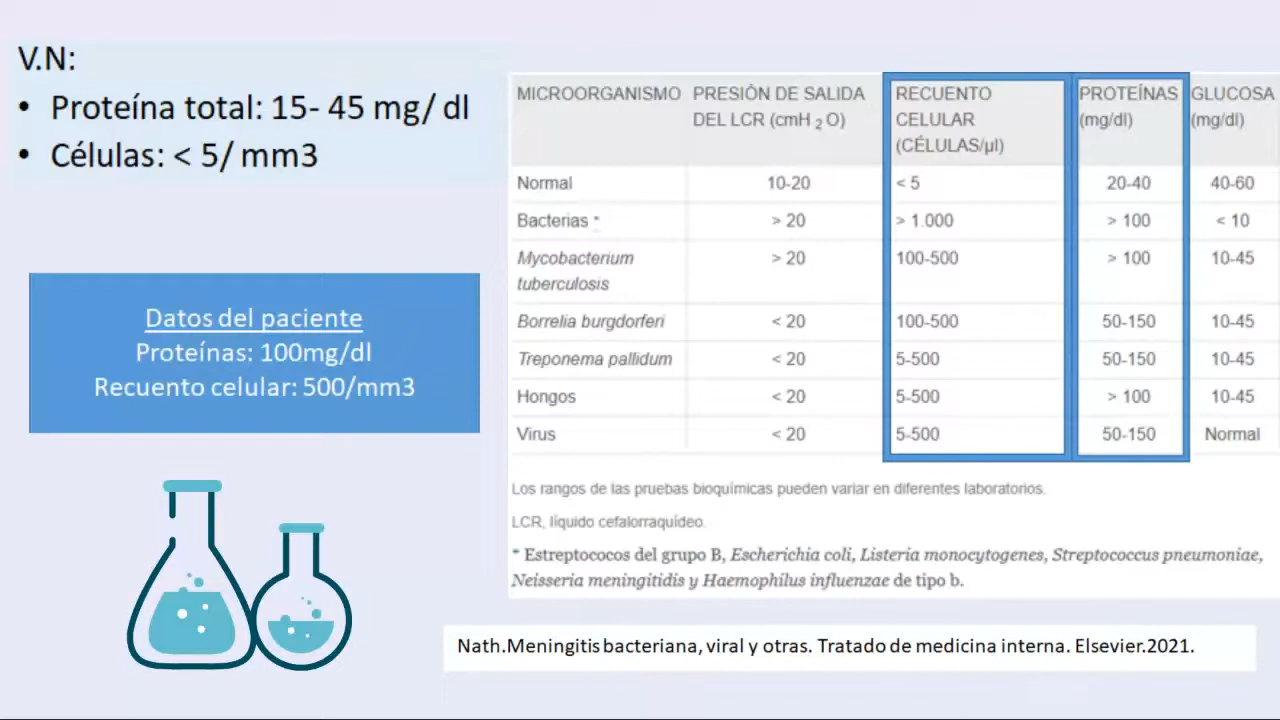 V.N:
• Proteína total: 15- 45 mg/ dl
• Células: < 5/ mm3
Datos del paciente
Proteínas: 100mg/dl
Recuento celular: 500/mm3
MICROORGANISMO PRESIÓN DE SALIDA DEL LCR (cmH 2 O) RECUENTO CELULAR (CÉLULAS/µl) PROTEÍNAS (mg/dl) GLUCOSA (mg/dl)
Normal 10-20 < 5 20-40 40-60
Bacterias * > 20 > 1.000 > 100 < 10
Mycobacterium tuberculosis > 20 100-500 > 100 10-45
Borrelia burgdorferi < 20 100-500 50-150 10-45
Treponema pallidum < 20 5-500 50-150 10-45
Hongos < 20 5-500 > 100 10-45
Virus < 20 5-500 50-150 Normal
Los rangos de las pruebas bioquímicas pueden variar en diferentes laboratorios.
LCR, líquido cefalorraquídeo.
* Estreptococos del grupo B, Escherichia coli, Listeria monocytogenes, Streptococcus pneumoniae,
Neisseria meningitidis y Haemophilus influenzae de tipo b.
Nath.Meningitis bacteriana, viral y otras. Tratado de medicina interna. Elsevier.2021.